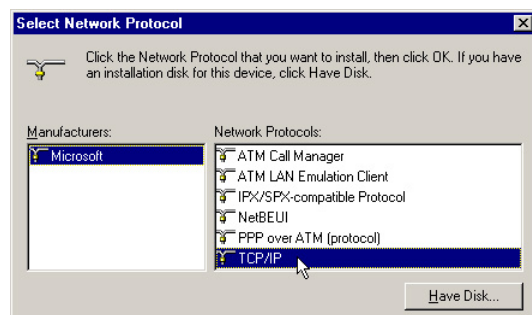 Select Network Protocol
Click the Network Protocol that you want to install, then click OK. If you have
an installation disk for this device, click Have Disk.
Manufacturers:
Microsoft
Network Protocols:
ATM Call Manager
ATM LAN Emulation Client
IPX/SPX-compatible Protocol
NetBEUI
PPP over ATM (protocol)
TCP/IP
Have Disk...